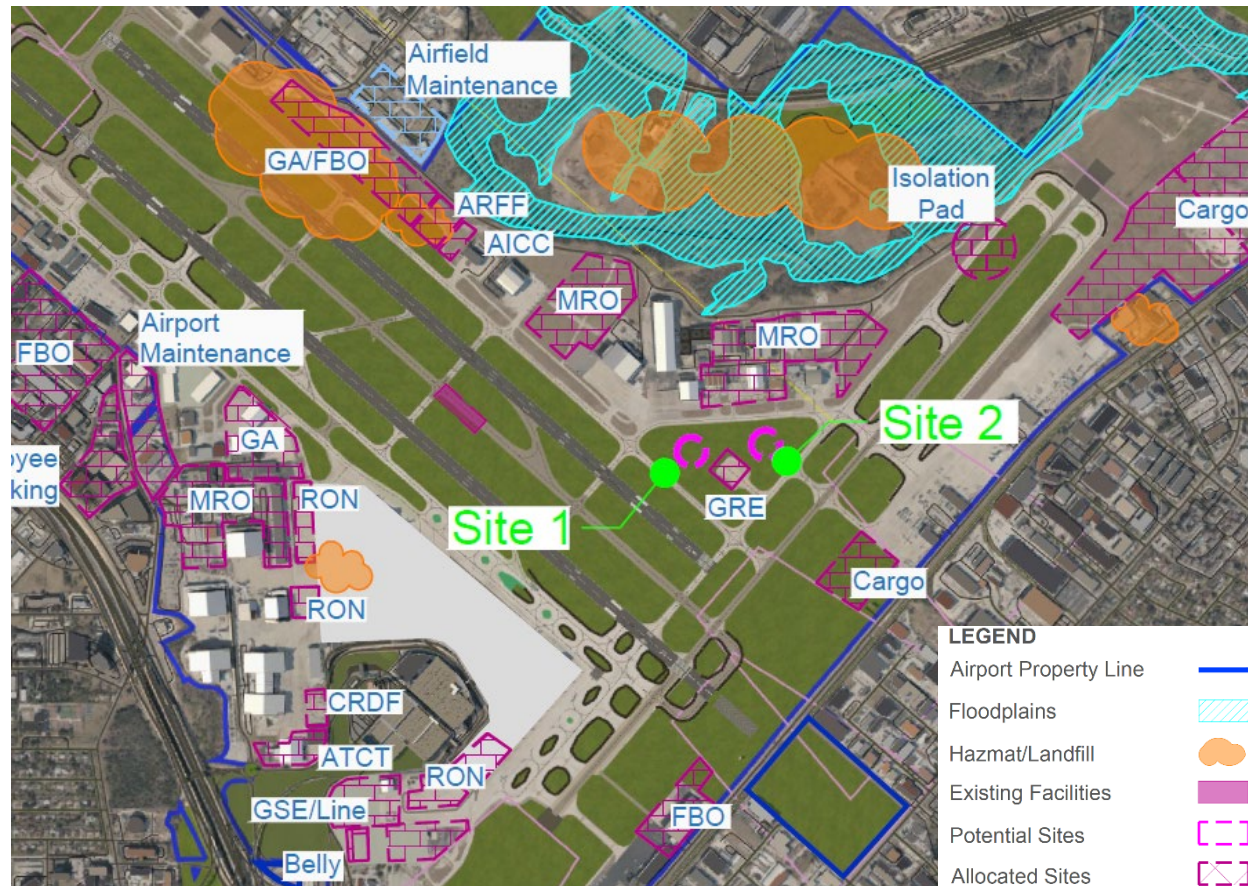 Airfield
Maintenance
GA/FBO
ARFF
AICC
Isolation
Pad
Cargo
MRO
MRO
Airport
Maintenance
FBO
GA
oyee
king
MRO
RON
Site 1
Site 2
GRE
RON
Cargo
CRDF
ATCT
RON
GSE/Line
FBO
Belly
LEGEND
Airport Property Line
Floodplains
Hazmat/Landfill
Existing Facilities
Potential Sites
Allocated Sites